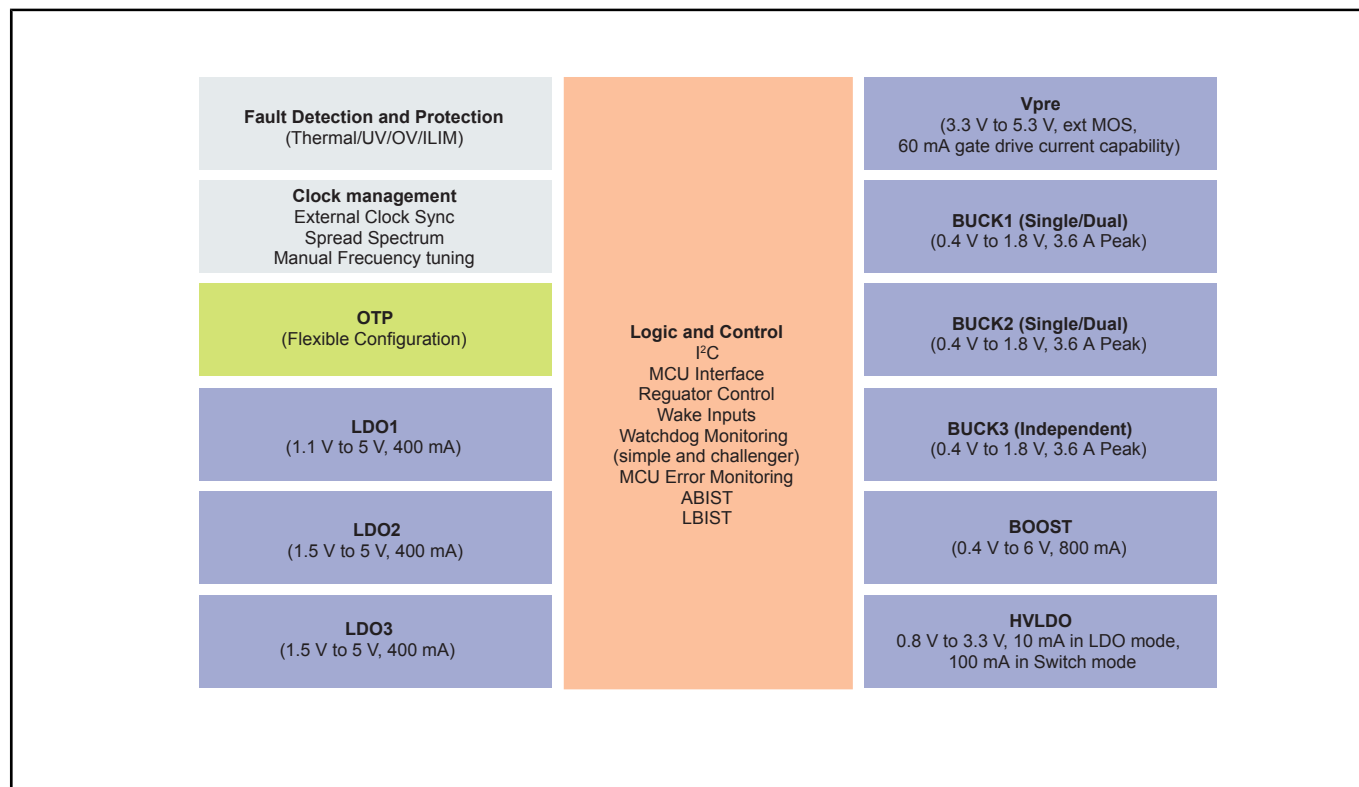 Fault Detection and Protection
(Thermal/UV/OV/ILIM)
Clock management
External Clock Sync
Spread Spectrum
Manual Frecuency tuning
OTP
(Flexible Configuration)
LDO1
(1.1 V to 5 V, 400 mA)
LDO2
(1.5 V to 5 V, 400 mA)
LDO3
(1.5 V to 5 V, 400 mA)
Logic and Control
I²C
MCU Interface
Reguator Control
Wake Inputs
Watchdog Monitoring
(simple and challenger)
MCU Error Monitoring
ABIST
LBIST
Vpre
(3.3 V to 5.3 V, ext MOS,
60 mA gate drive current capability)
BUCK1 (Single/Dual)
(0.4 V to 1.8 V, 3.6 A Peak)
BUCK2 (Single/Dual)
(0.4 V to 1.8 V, 3.6 A Peak)
BUCK3 (Independent)
(0.4 V to 1.8 V, 3.6 A Peak)
BOOST
(0.4 V to 6 V, 800 mA)
HVLDO
0.8 V to 3.3 V, 10 mA in LDO mode,
100 mA in Switch mode